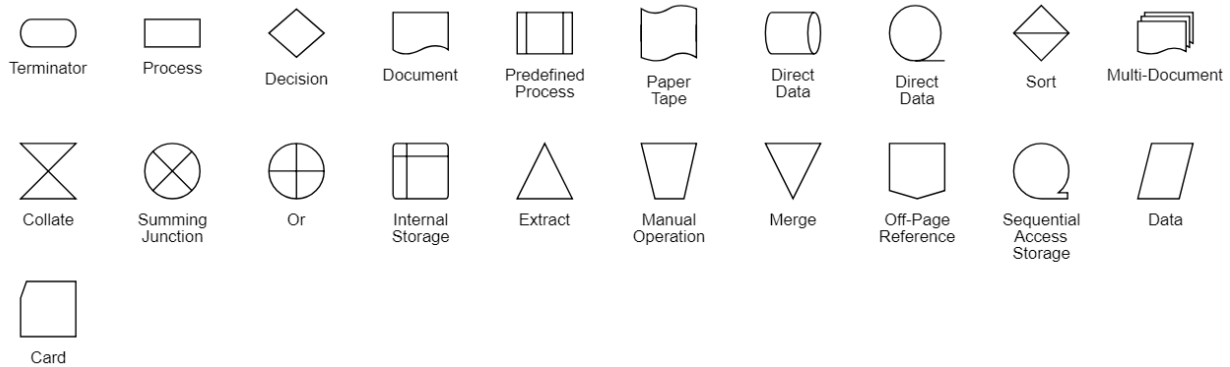 Terminator
Process
Decision
Document
Predefined
Process
Paper
Tape
Direct
Data
Direct
Data
Sort
Multi-Document
Collate
Summing
Junction
Or
Internal
Storage
Extract
Manual
Operation
Merge
Off-Page
Reference
Sequential
Access
Storage
Data
Card